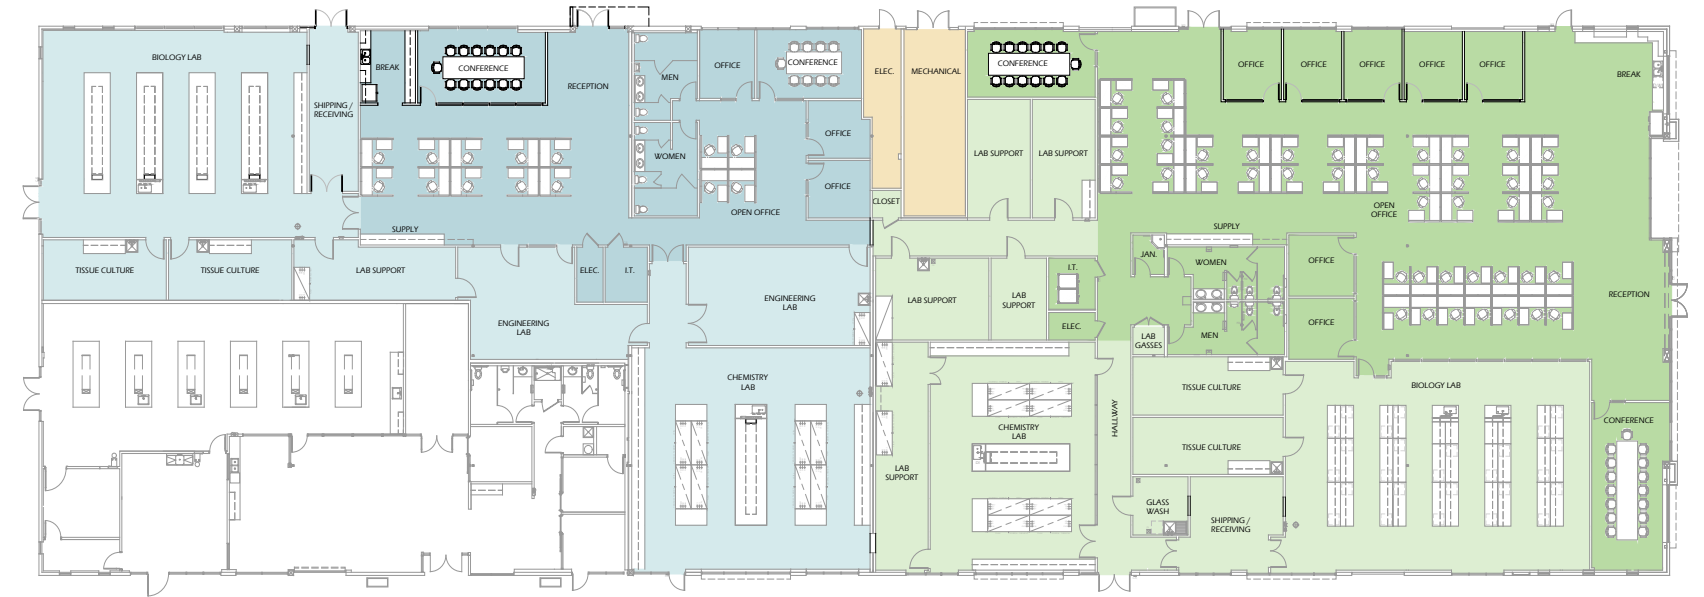 BIOLOGY LAB
SHIPPING /
RECEIVING
BREAK
CONFERENCE
RECEPTION
MEN
WOMEN
OFFICE
CONFERENCE
OFFICE
OFFICE
OPEN OFFICE
SUPPLY
TISSUE CULTURE
TISSUE CULTURE
LAB SUPPORT
ELEC.
I.T.
ENGINEERING
LAB
ENGINEERING
LAB
CHEMISTRY
LAB
ELEC.
MECHANICAL
CLOSET
CONFERENCE
LAB SUPPORT
LAB SUPPORT
OFFICE
OFFICE
OFFICE
OFFICE
OFFICE
BREAK
OPEN
OFFICE
SUPPLY
JAN.
WOMEN
MEN
OFFICE
OFFICE
RECEPTION
LAB SUPPORT
LAB
SUPPORT
I.T.
ELEC.
LAB
GASSES
CHEMISTRY
LAB
LAB
SUPPORT
HALLWAY
TISSUE CULTURE
TISSUE CULTURE
BIOLOGY LAB
CONFERENCE
GLASS
WASH
SHIPPING /
RECEIVING